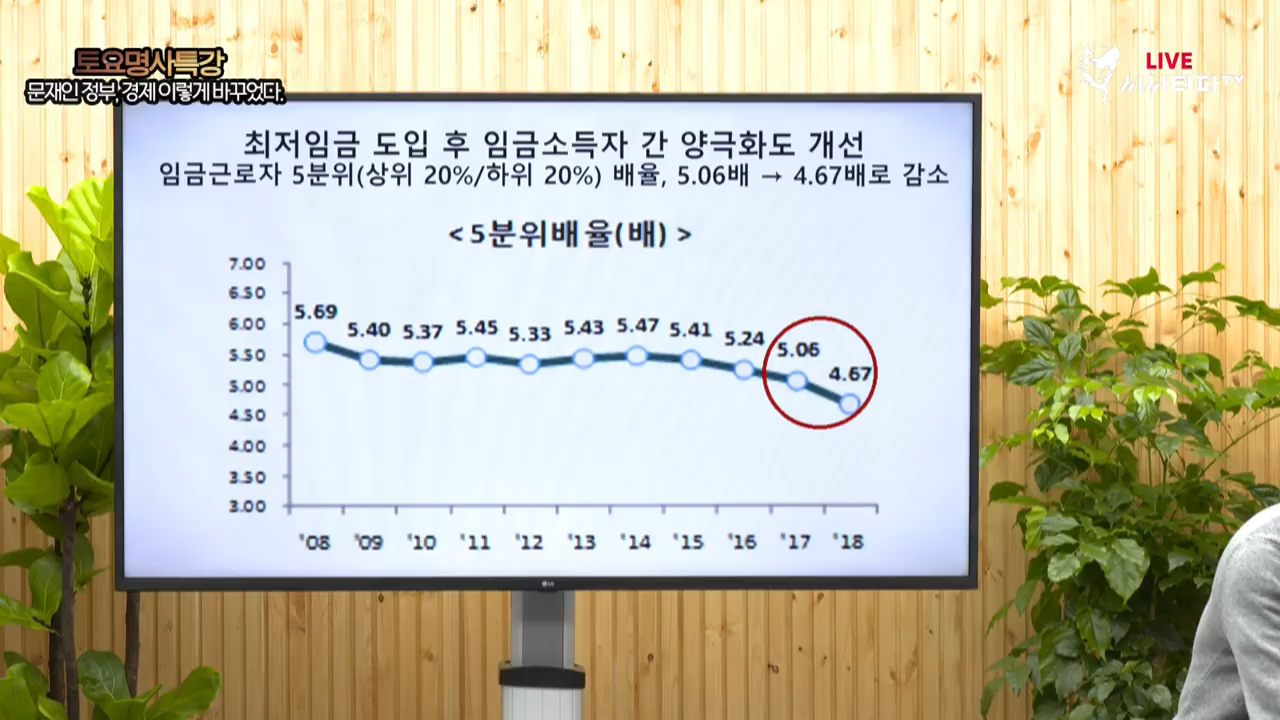 토요명사특강
문재인 정부, 경제 이렇게 바꾸었다.
LIVE
시사타파TV
최저임금 도입 후 임금소득자 간 양극화도 개선
임금근로자 5분위(상위 20%/하위 20%) 배율, 5.06배 → 4.67배로 감소
<5분위배율(배)>
7.00
6.50
6.00
5.50
5.00
4.50
4.00
3.50
3.00
5.69 5.40 5.37 5.45 5.33 5.43 5.47 5.41 5.24 5.06 4.67
'08 '09 '10 '11 '12 '13 '14 '15 '16 '17 '18
LG